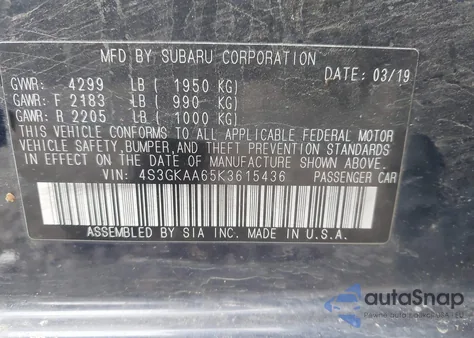 MFD BY SUBARU CORPORATION
GVWR: 4299 LB ( 1950 KG) DATE: 03/19
GAWR: F 2183 LB ( 990 KG)
GAWR: R 2205 LB ( 1000 KG)
THIS VEHICLE CONFORMS TO ALL APPLICABLE FEDERAL MOTOR
VEHICLE SAFETY, BUMPER, AND THEFT PREVENTION STANDARDS
IN EFFECT ON THE DATE OF MANUFACTURE SHOWN ABOVE.
VIN: 4S3GKAA65K3615436 PASSENGER CAR
ASSEMBLED BY SIA INC. MADE IN U.S.A.
autoSnap